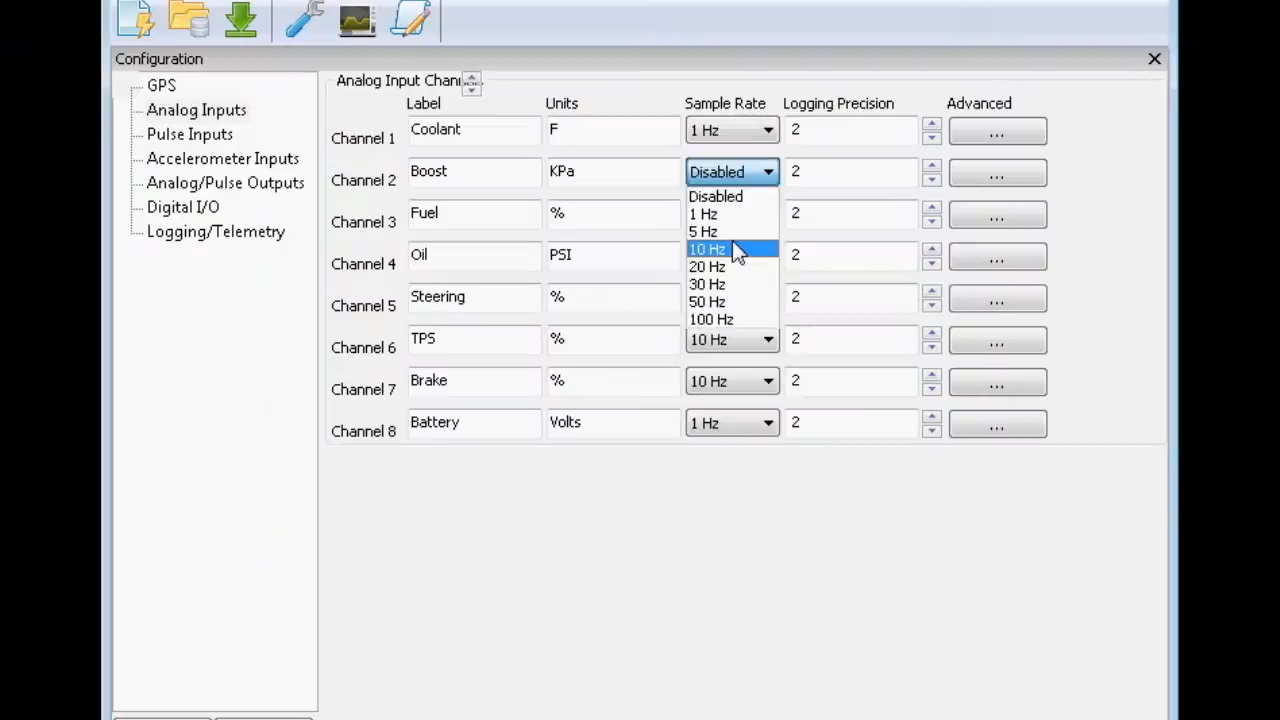 Configuration
GPS
Analog Inputs
Pulse Inputs
Accelerometer Inputs
Analog/Pulse Outputs
Digital I/O
Logging/Telemetry
Analog Input Chan
Label Units Sample Rate Logging Precision Advanced
Channel 1 Coolant F 1 Hz 2 ...
Channel 2 Boost KPa Disabled 2 ...
Disabled
1 Hz
5 Hz
10 Hz
20 Hz
30 Hz
50 Hz
100 Hz
Channel 3 Fuel % 2 ...
Channel 4 Oil PSI 2 ...
Channel 5 Steering % 2 ...
Channel 6 TPS % 10 Hz 2 ...
Channel 7 Brake % 10 Hz 2 ...
Channel 8 Battery Volts 1 Hz 2 ...